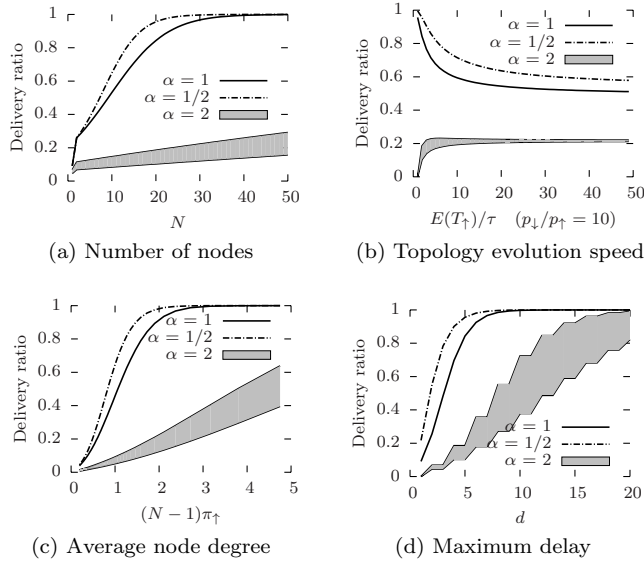 1
0.8
0.6
0.4
0.2
0
Delivery ratio
α = 1
α = 1/2
α = 2
0 10 20 30 40 50
N
(a) Number of nodes
1
0.8
0.6
0.4
0.2
0
Delivery ratio
α = 1
α = 1/2
α = 2
0 10 20 30 40 50
E(T↑)/τ (p↓/p↑ = 10)
(b) Topology evolution speed
1
0.8
0.6
0.4
0.2
0
Delivery ratio
α = 1
α = 1/2
α = 2
0 1 2 3 4 5
(N − 1)π↑
(c) Average node degree
1
0.8
0.6
0.4
0.2
0
Delivery ratio
α = 1
α = 1/2
α = 2
0 5 10 15 20
d
(d) Maximum delay